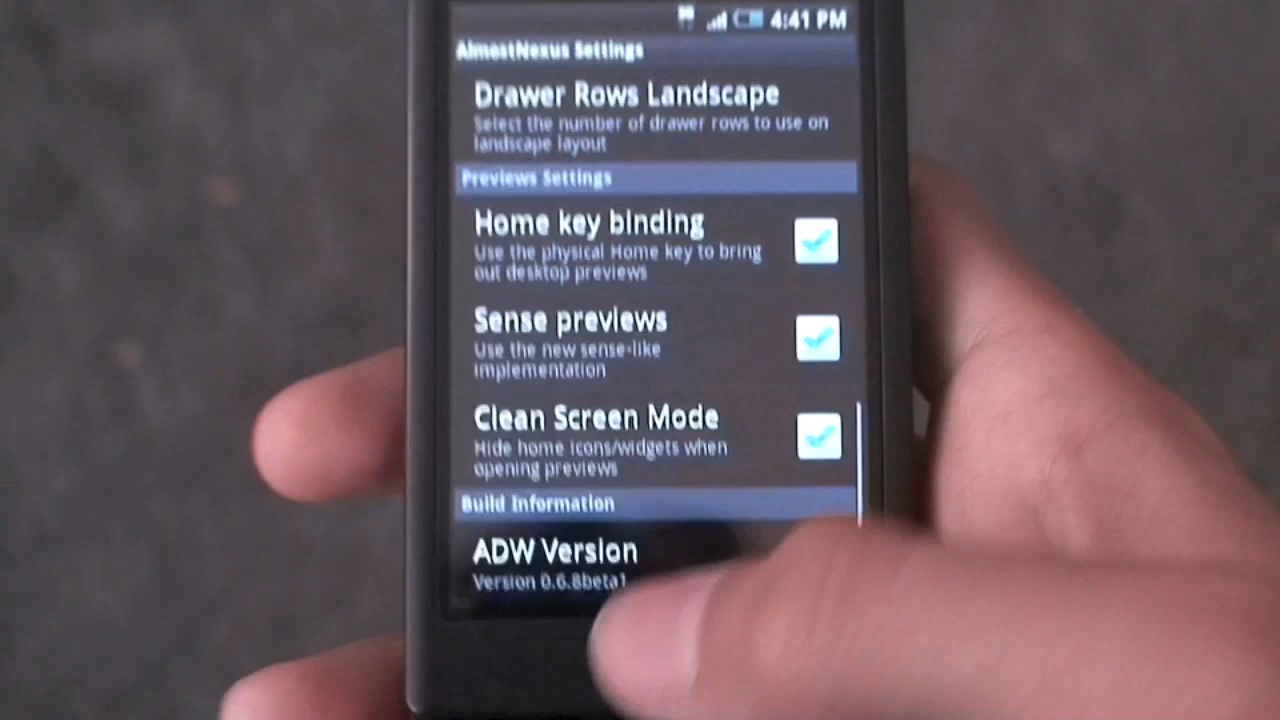 4:41 PM
AlmostNexus Settings
Drawer Rows Landscape
Select the number of drawer rows to use on
landscape layout
Previews Settings
Home key binding
Use the physical Home key to bring
out desktop previews
Sense previews
Use the new sense-like
implementation
Clean Screen Mode
Hide home icons/widgets when
opening previews
Build Information
ADW Version
Version 0.6.8beta1